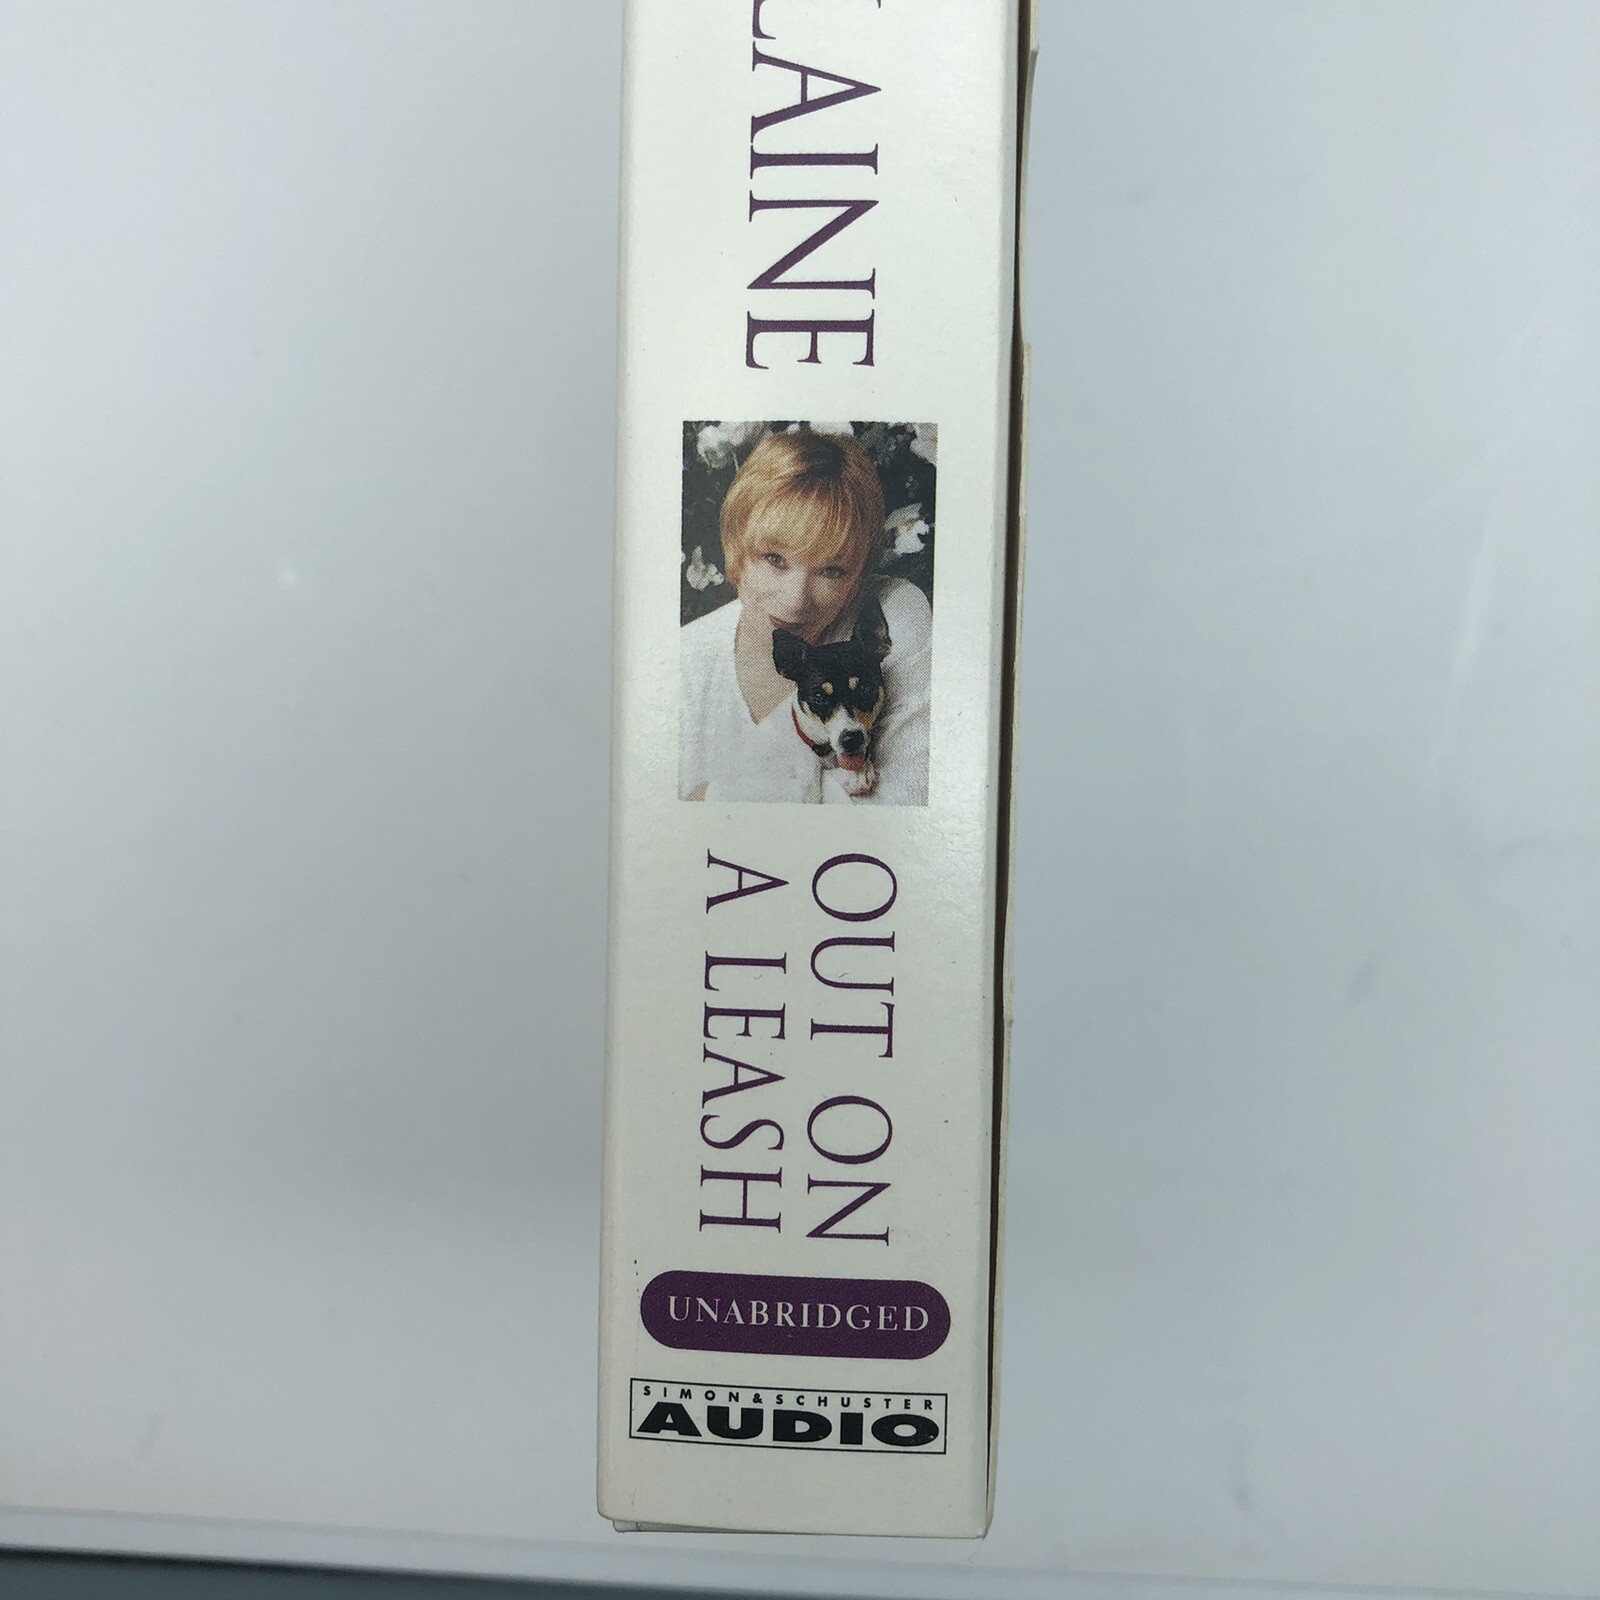 LAINE
OUT ON
A LEASH
UNABRIDGED
SIMON & SCHUSTER
AUDIO